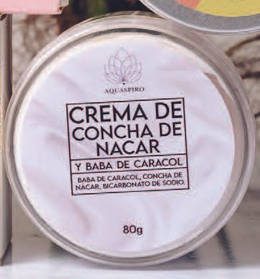 AQUASPIRO
CREMA DE
CONCHA DE
NACAR
Y BABA DE CARACOL
BABA DE CARACOL, CONCHA DE
NACAR, BICARBONATO DE SODIO.
80g